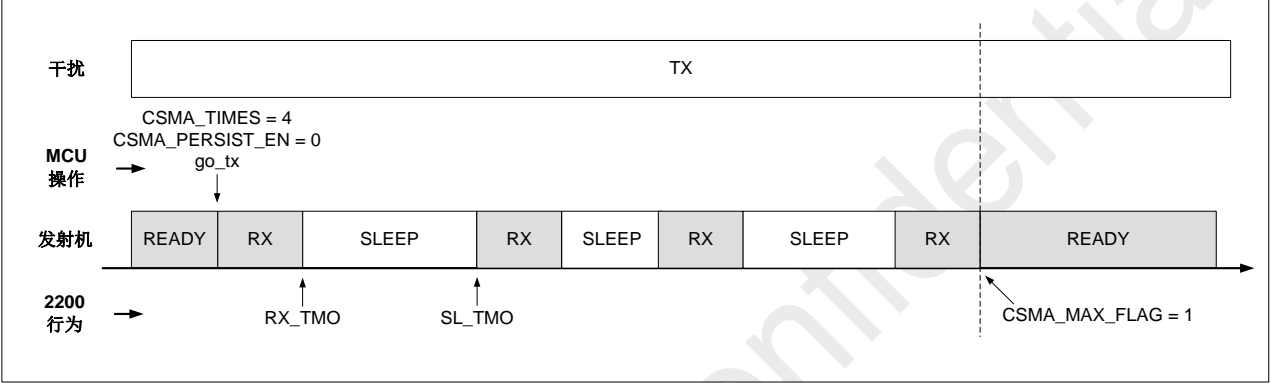 干扰
TX
CSMA_TIMES = 4
CSMA_PERSIST_EN = 0
go_tx
MCU
操作
发射机
READY
RX
SLEEP
RX
SLEEP
RX
SLEEP
RX
READY
2200
行为
RX_TMO
SL_TMO
CSMA_MAX_FLAG = 1